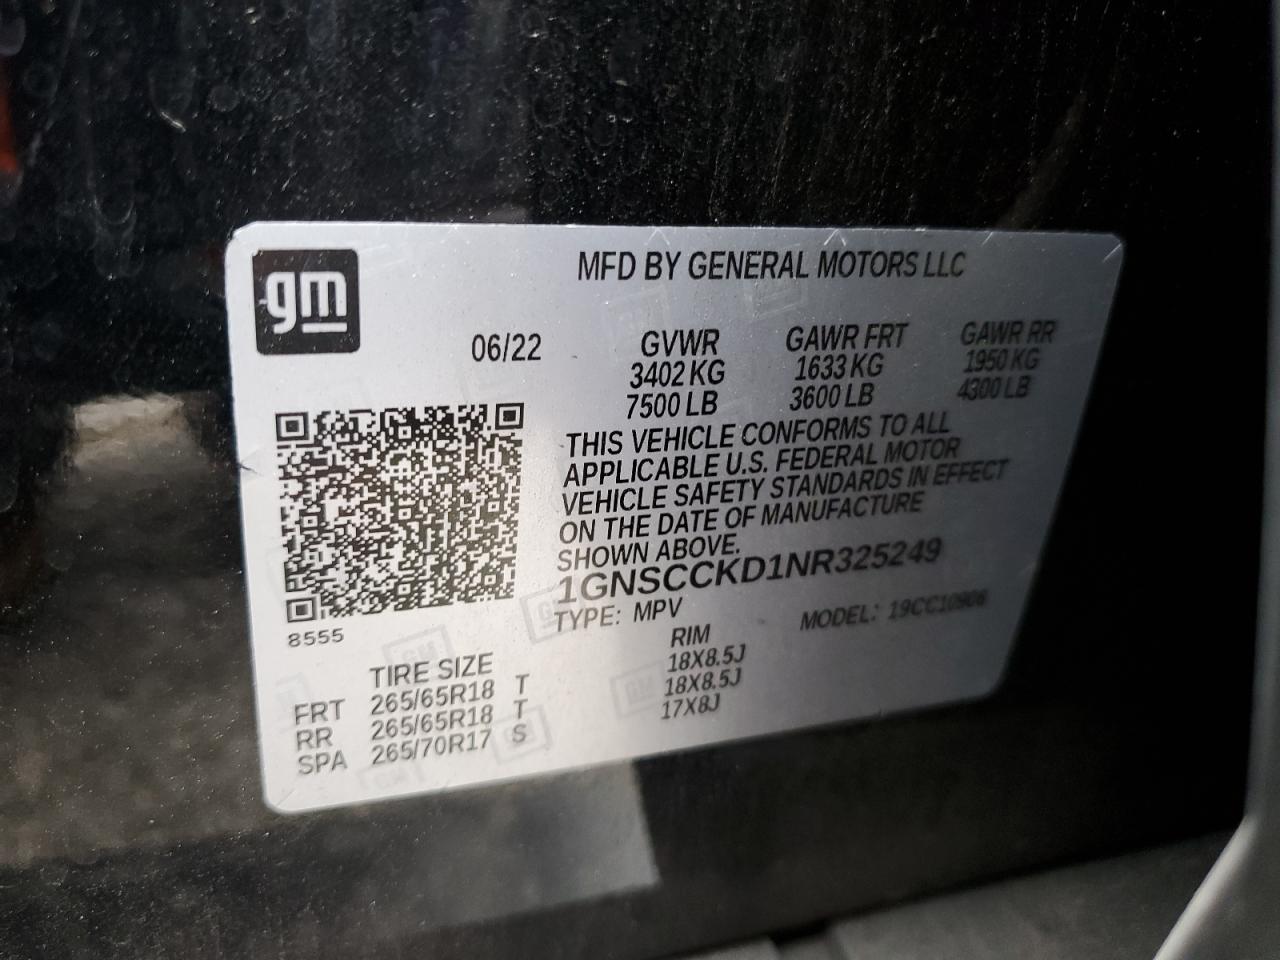 gm
MFD BY GENERAL MOTORS LLC
06/22 GVWR GAWR FRT GAWR RR
3402 KG 1633 KG 1950 KG
7500 LB 3600 LB 4300 LB
THIS VEHICLE CONFORMS TO ALL
APPLICABLE U.S. FEDERAL MOTOR
VEHICLE SAFETY STANDARDS IN EFFECT
ON THE DATE OF MANUFACTURE
SHOWN ABOVE.
1GNSCCKD1NR325249
TYPE: MPV MODEL: 19CC10906
8555
TIRE SIZE RIM
FRT 265/65R18 T 18X8.5J
RR 265/65R18 T 18X8.5J
SPA 265/70R17 S 17X8J